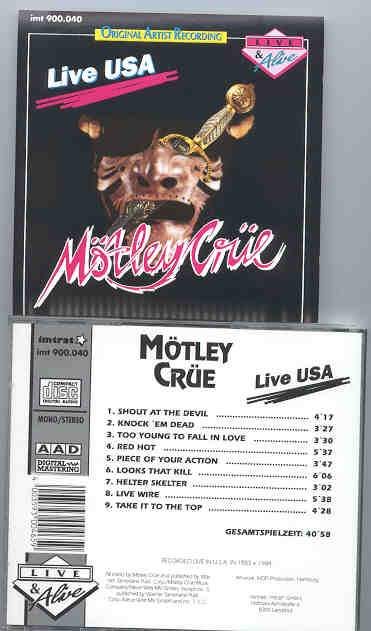 imt 900.040
ORIGINAL ARTIST RECORDING
LIVE
&
Alive
Live USA
Mötley Crüe
imtrat
imt 900.040
COMPACT
disc
DIGITAL AUDIO
MONO/STEREO
AAD
DIGITAL
MASTERING
LIVE
&
Alive
MÖTLEY
CRÜE
Live USA
1. SHOUT AT THE DEVIL 4'17
2. KNOCK 'EM DEAD 3'27
3. TOO YOUNG TO FALL IN LOVE 3'30
4. RED HOT 5'37
5. PIECE OF YOUR ACTION 3'47
6. LOOKS THAT KILL 6'06
7. HELTER SKELTER 3'02
8. LIVE WIRE 5'38
9. TAKE IT TO THE TOP 4'28
GESAMTSPIELZEIT: 40'58
RECORDED LIVE IN U.S.A. IN 1983 + 1984